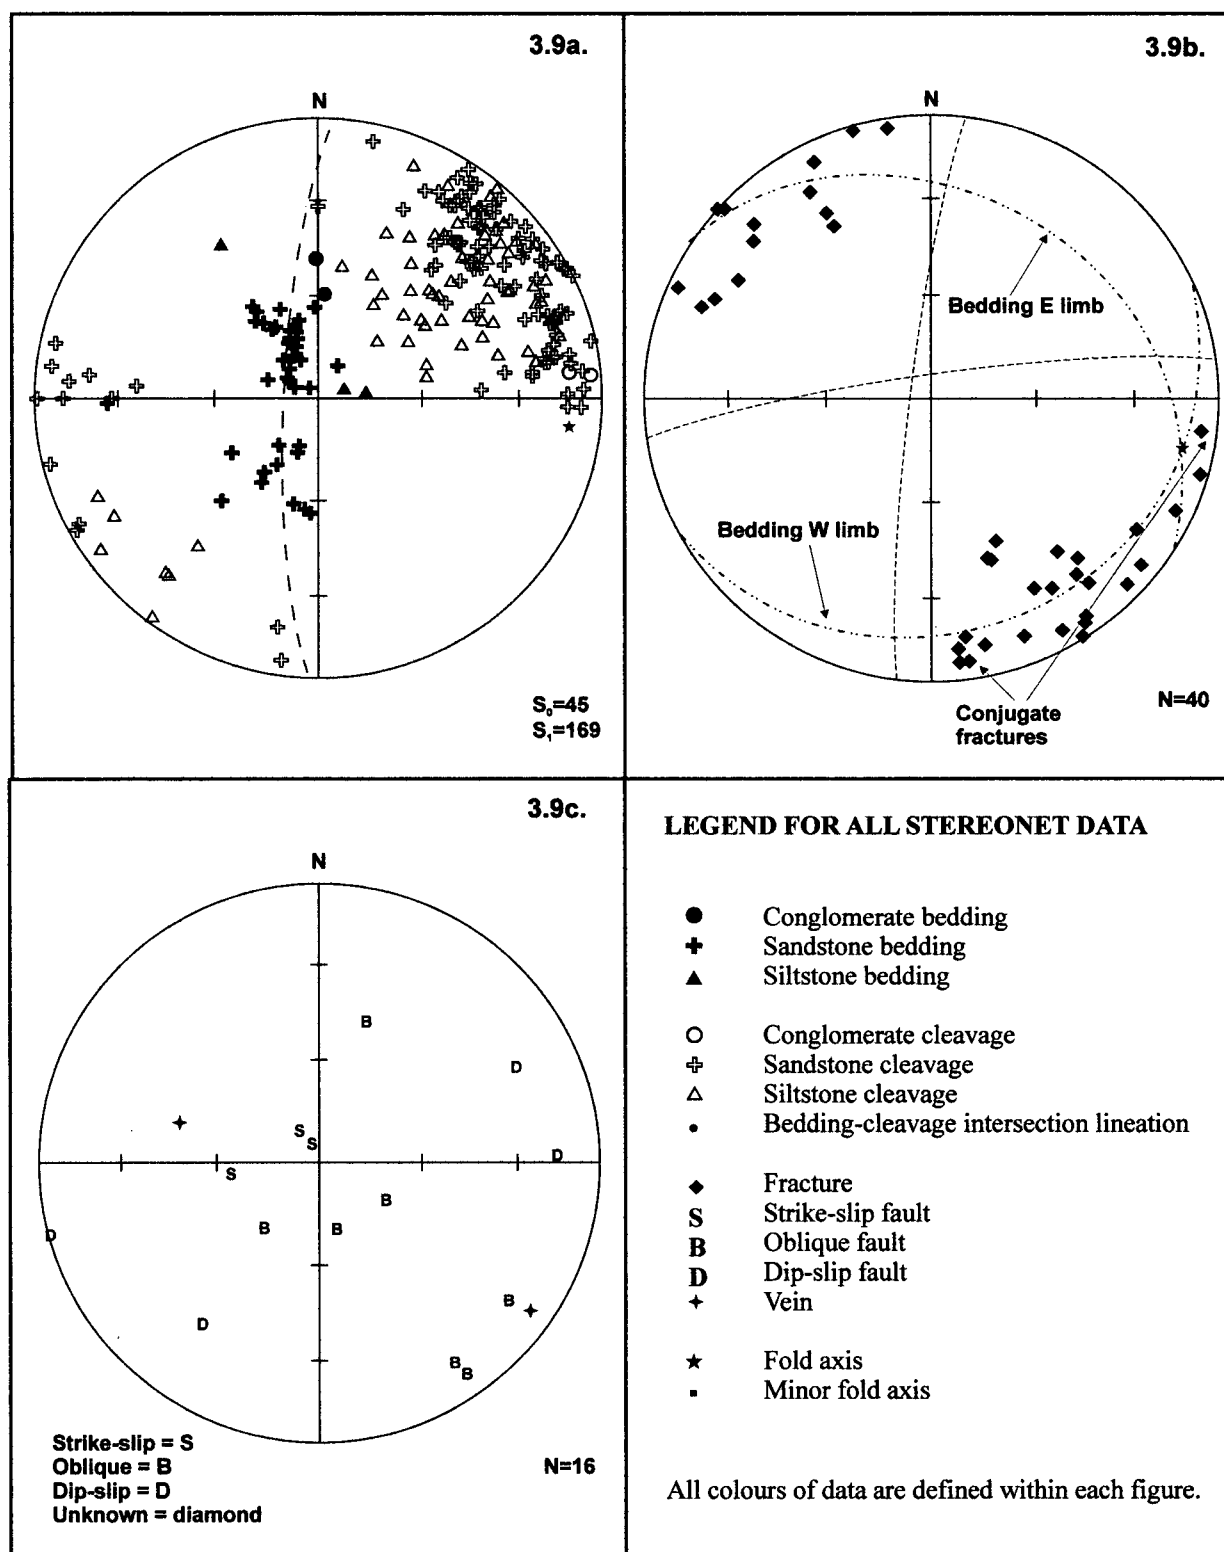 3.9a.
N
S₀=45
S₁=169
3.9b.
N
Bedding E limb
Bedding W limb
Conjugate
fractures
N=40
3.9c.
N
B
D
S
S
D
S
B
B
B
D
B
D
B
B
Strike-slip = S
Oblique = B
Dip-slip = D
Unknown = diamond
N=16
LEGEND FOR ALL STEREONET DATA
Conglomerate bedding
Sandstone bedding
Siltstone bedding
Conglomerate cleavage
Sandstone cleavage
Siltstone cleavage
Bedding-cleavage intersection lineation
Fracture
S Strike-slip fault
B Oblique fault
D Dip-slip fault
Vein
Fold axis
Minor fold axis
All colours of data are defined within each figure.